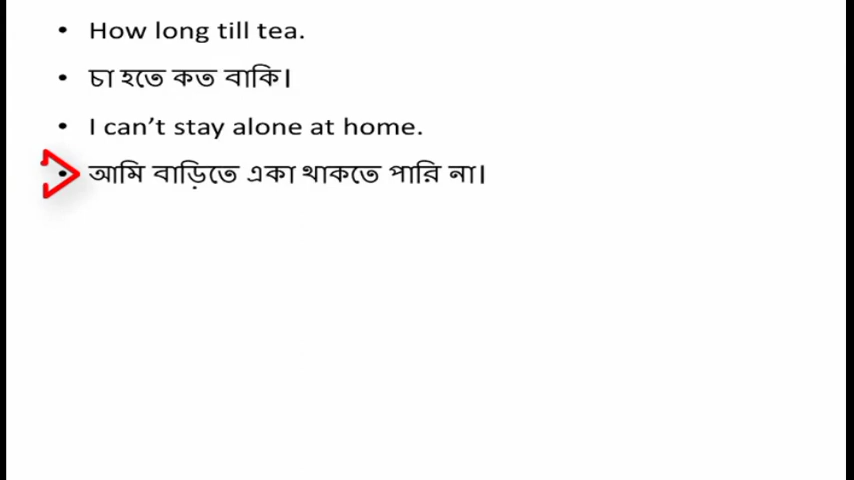 • How long till tea.
• চা হতে কত বাকি।
• I can’t stay alone at home.
• আমি বাড়িতে একা থাকতে পারি না।